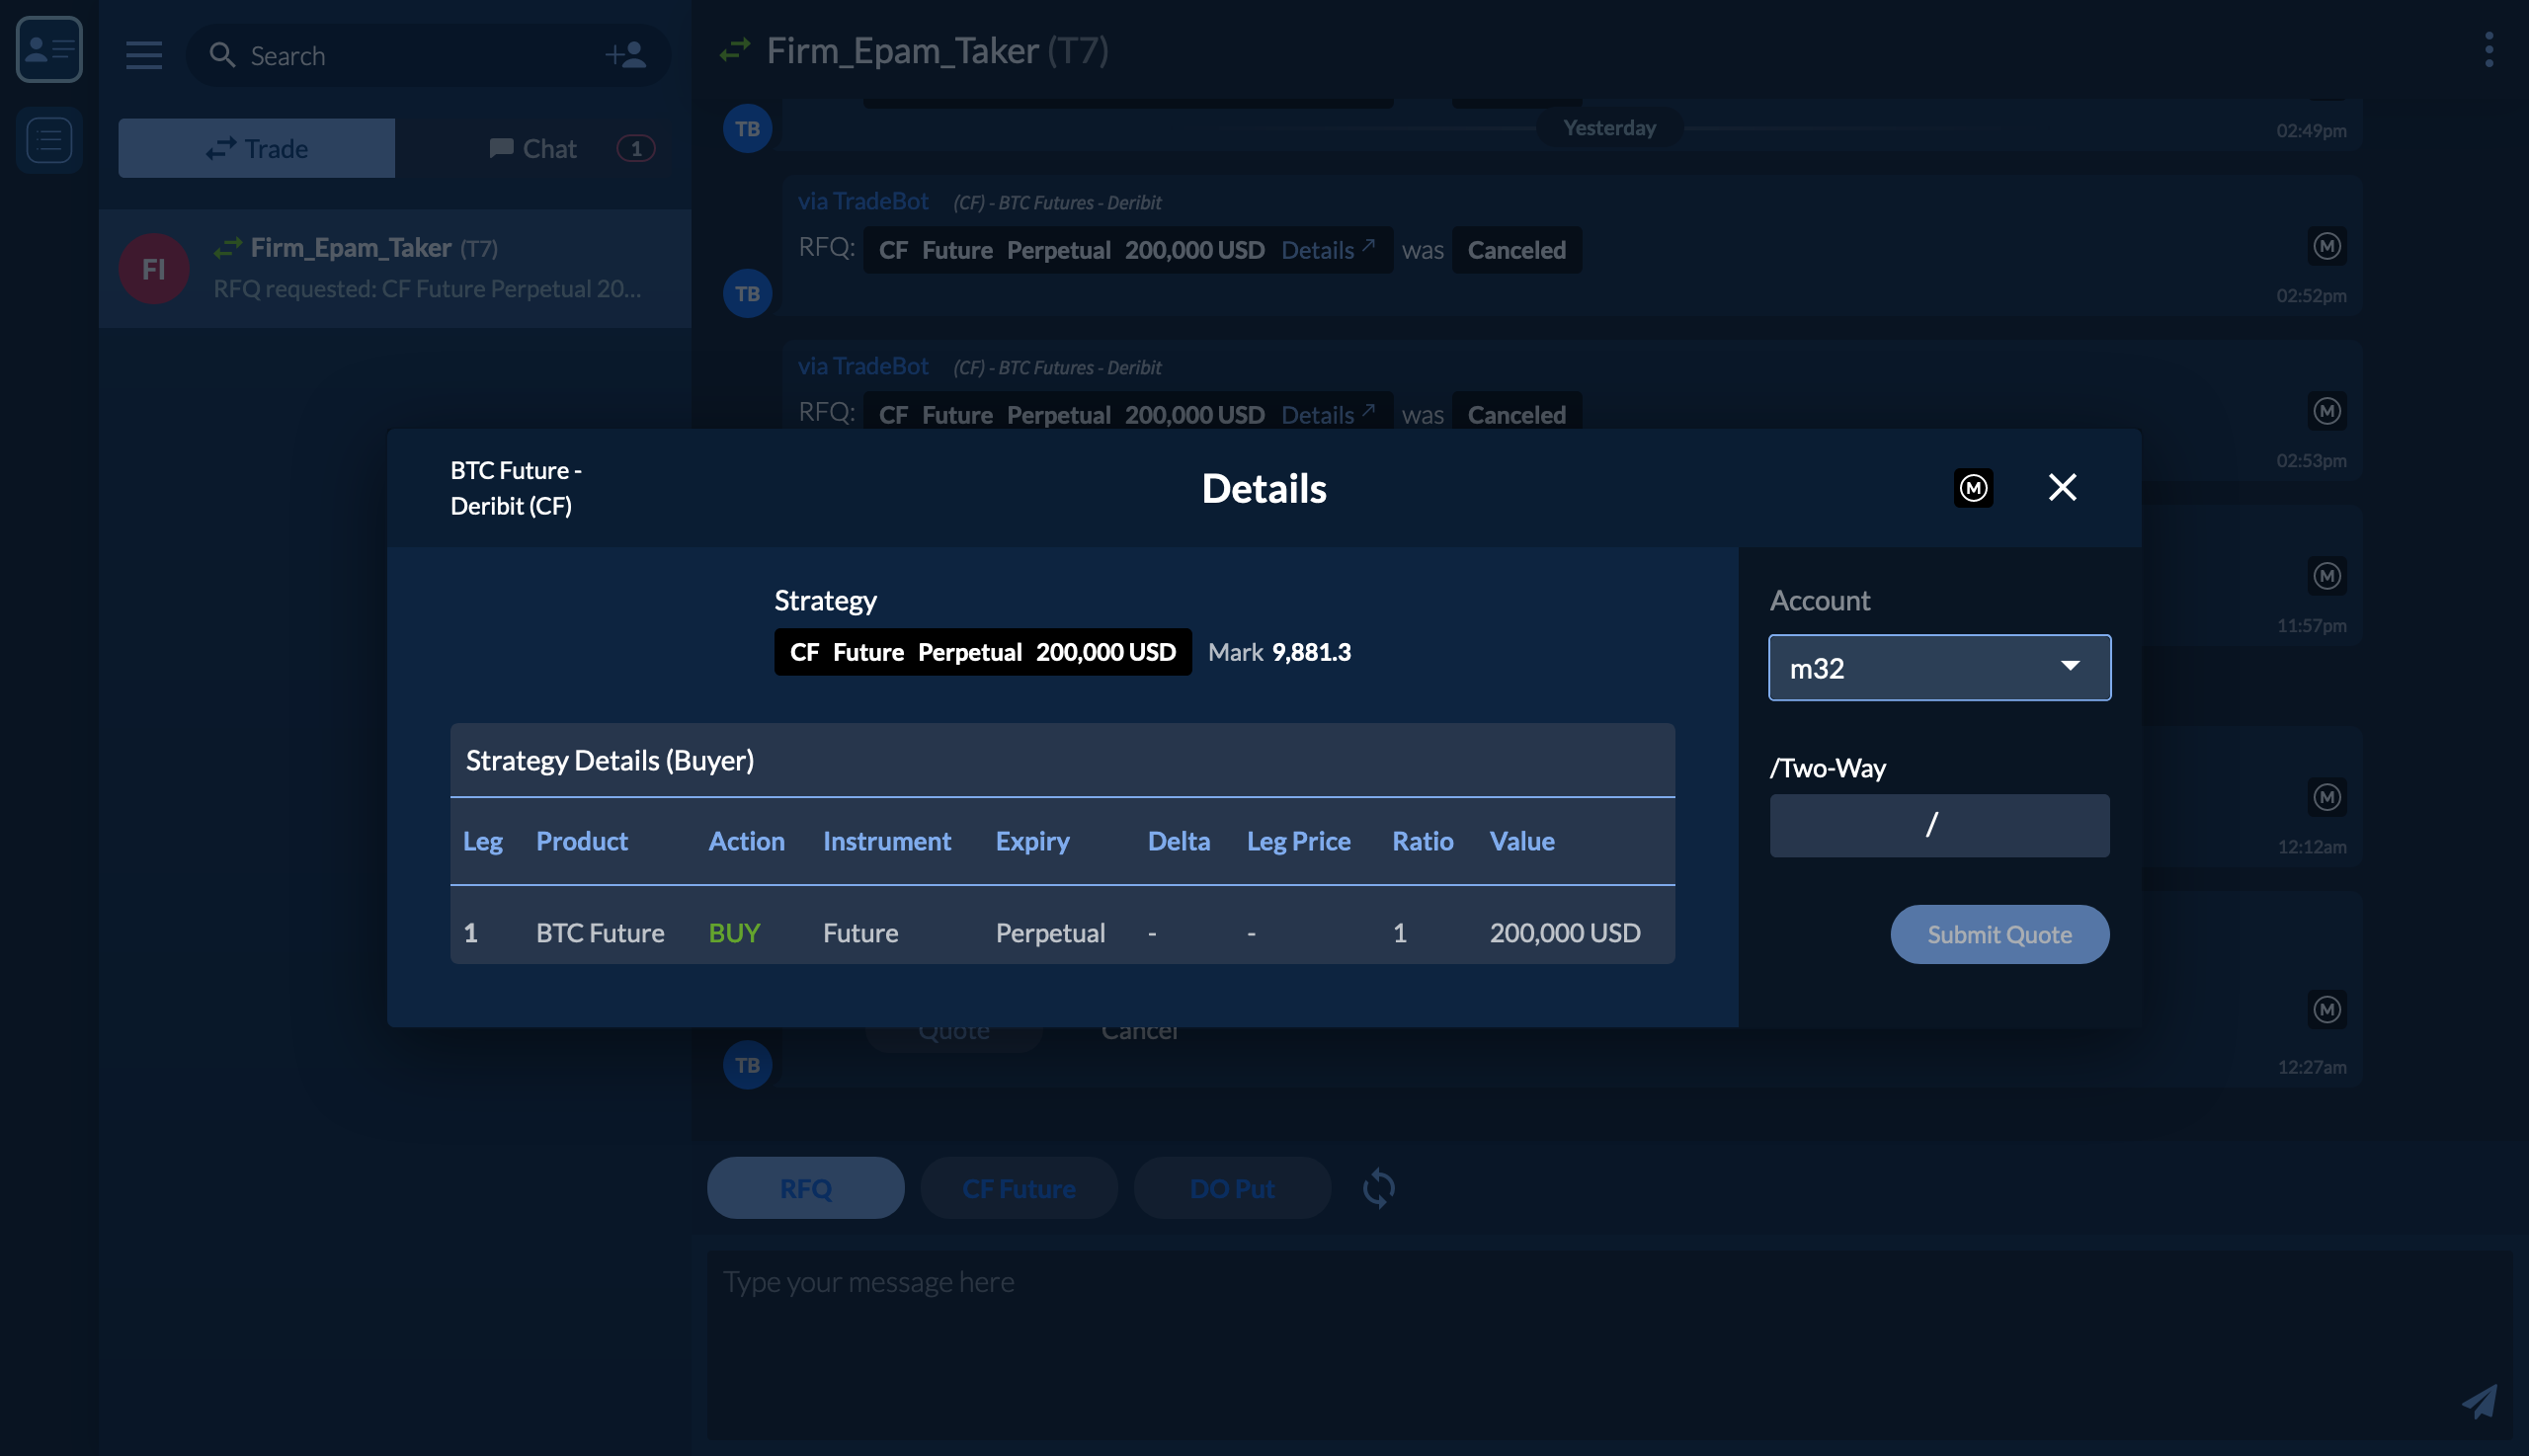 Search
Trade
Chat 1
FI
Firm_Epam_Taker (T7)
RFQ requested: CF Future Perpetual 20...
Firm_Epam_Taker (T7)
TB
Yesterday
02:49pm
via TradeBot (CF) - BTC Futures - Deribit
RFQ: CF Future Perpetual 200,000 USD Details was Canceled
M
TB
02:52pm
via TradeBot (CF) - BTC Futures - Deribit
RFQ: CF Future Perpetual 200,000 USD Details was Canceled
M
02:53pm
M
11:57pm
M
12:12am
M
BTC Future -
Deribit (CF)
Details
M
Strategy
CF Future Perpetual 200,000 USD Mark 9,881.3
Strategy Details (Buyer)
Leg Product Action Instrument Expiry Delta Leg Price Ratio Value
1 BTC Future BUY Future Perpetual - - 1 200,000 USD
Account
m32
/Two-Way
/
Submit Quote
Quote Cancel
TB
12:27am
RFQ CF Future DO Put
Type your message here